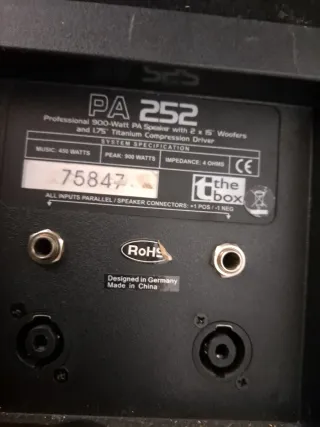 PA 252
Professional 900-Watt PA Speaker with 2 x 15" Woofers
and 1.75" Titanium Compression Driver
SYSTEM SPECIFICATION
MUSIC: 450 WATTS PEAK: 900 WATTS IMPEDANCE: 4 OHMS CE
75847
the
t box
ALL INPUTS PARALLEL / SPEAKER CONNECTORS: +1 POS / -1 NEG
RoHS
Designed in Germany
Made in China